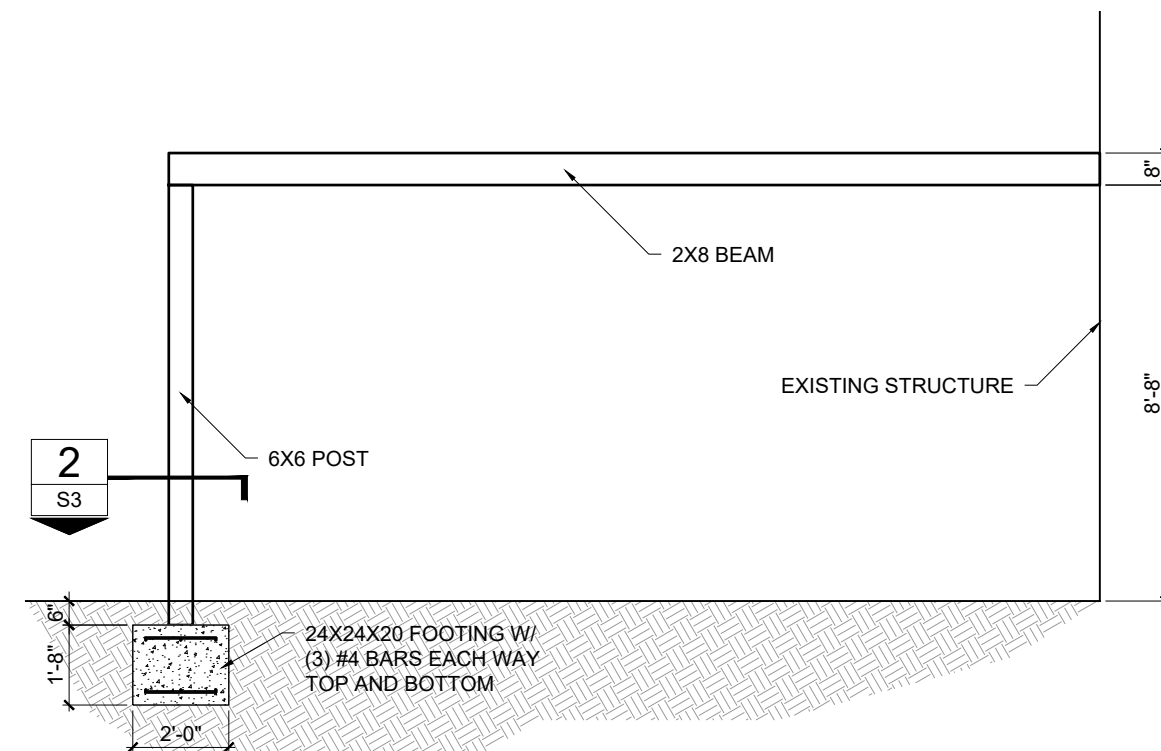 8"
2X8 BEAM
EXISTING STRUCTURE
8'-8"
6X6 POST
2
S3
6"
1'-8"
24X24X20 FOOTING W/
(3) #4 BARS EACH WAY
TOP AND BOTTOM
2'-0"